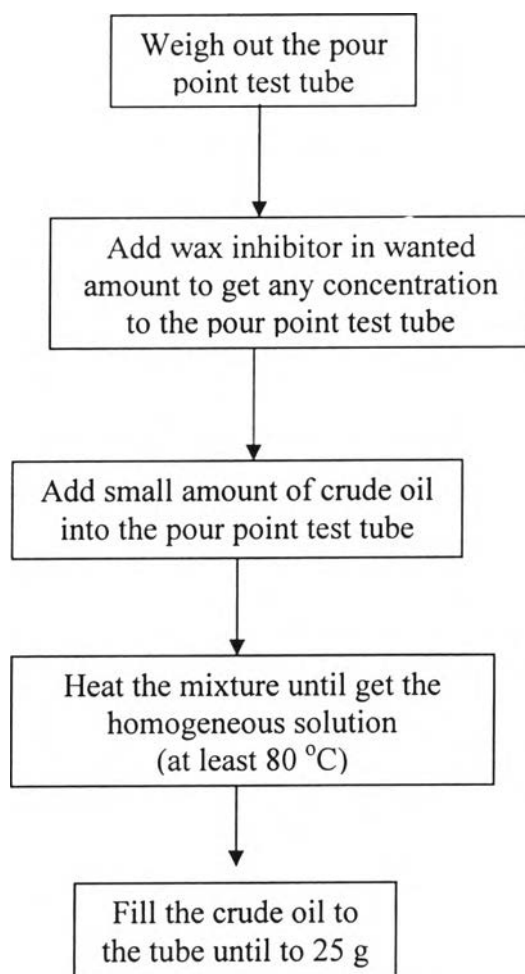 Weigh out the pour
point test tube
Add wax inhibitor in wanted
amount to get any concentration
to the pour point test tube
Add small amount of crude oil
into the pour point test tube
Heat the mixture until get the
homogeneous solution
(at least 80 °C)
Fill the crude oil to
the tube until to 25 g